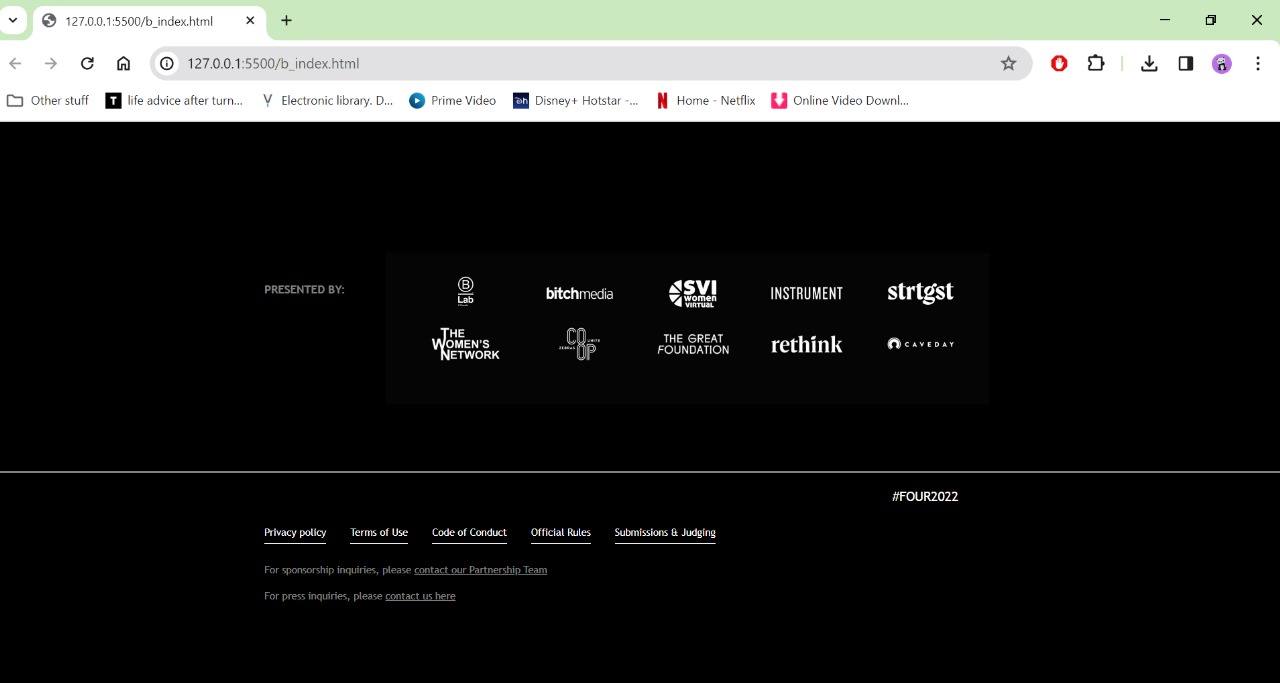 127.0.0.1:5500/b_index.html
127.0.0.1:5500/b_index.html
Other stuff T life advice after turn... Electronic library. D... Prime Video Disney+ Hotstar -... N Home - Netflix Online Video Downl...
PRESENTED BY:
B Lab bitchmedia SVI women VIRTUAL INSTRUMENT strtgst
THE WOMEN'S NETWORK ZEBRAS CO OP UNITE THE GREAT FOUNDATION rethink CAVEDAY
#FOUR2022
Privacy policy Terms of Use Code of Conduct Official Rules Submissions & Judging
For sponsorship inquiries, please contact our Partnership Team
For press inquiries, please contact us here